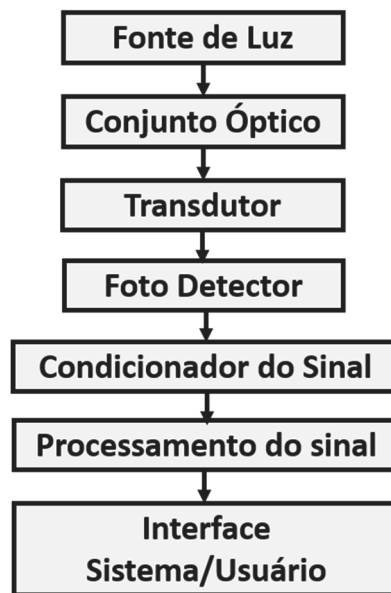 Fonte de Luz
Conjunto Óptico
Transdutor
Foto Detector
Condicionador do Sinal
Processamento do sinal
Interface
Sistema/Usuário